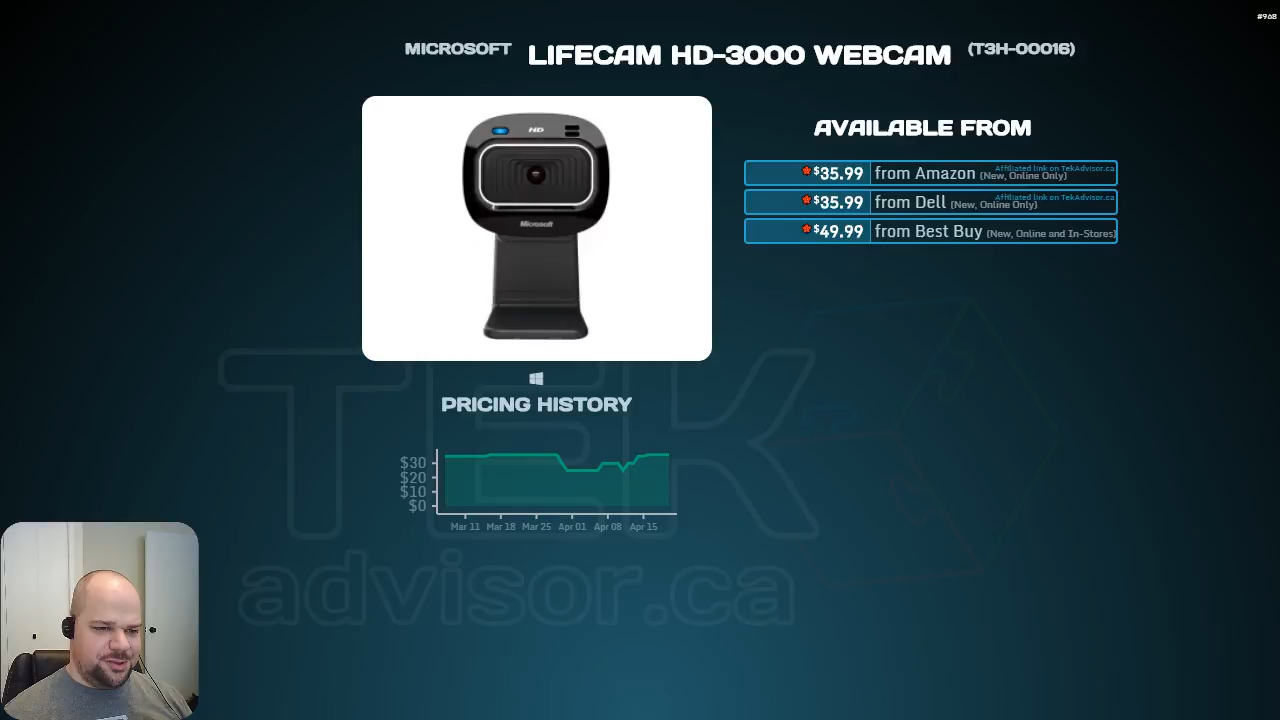 #968
MICROSOFT LIFECAM HD-3000 WEBCAM (T3H-00016)
HD
Microsoft
AVAILABLE FROM
$35.99 from Amazon (New, Online Only) Affiliated link on TekAdvisor.ca
$35.99 from Dell (New, Online Only) Affiliated link on TekAdvisor.ca
$49.99 from Best Buy (New, Online and In-Stores)
PRICING HISTORY
$30
$20
$10
$0
Mar 11 Mar 18 Mar 25 Apr 01 Apr 08 Apr 15
TEK
advisor.ca